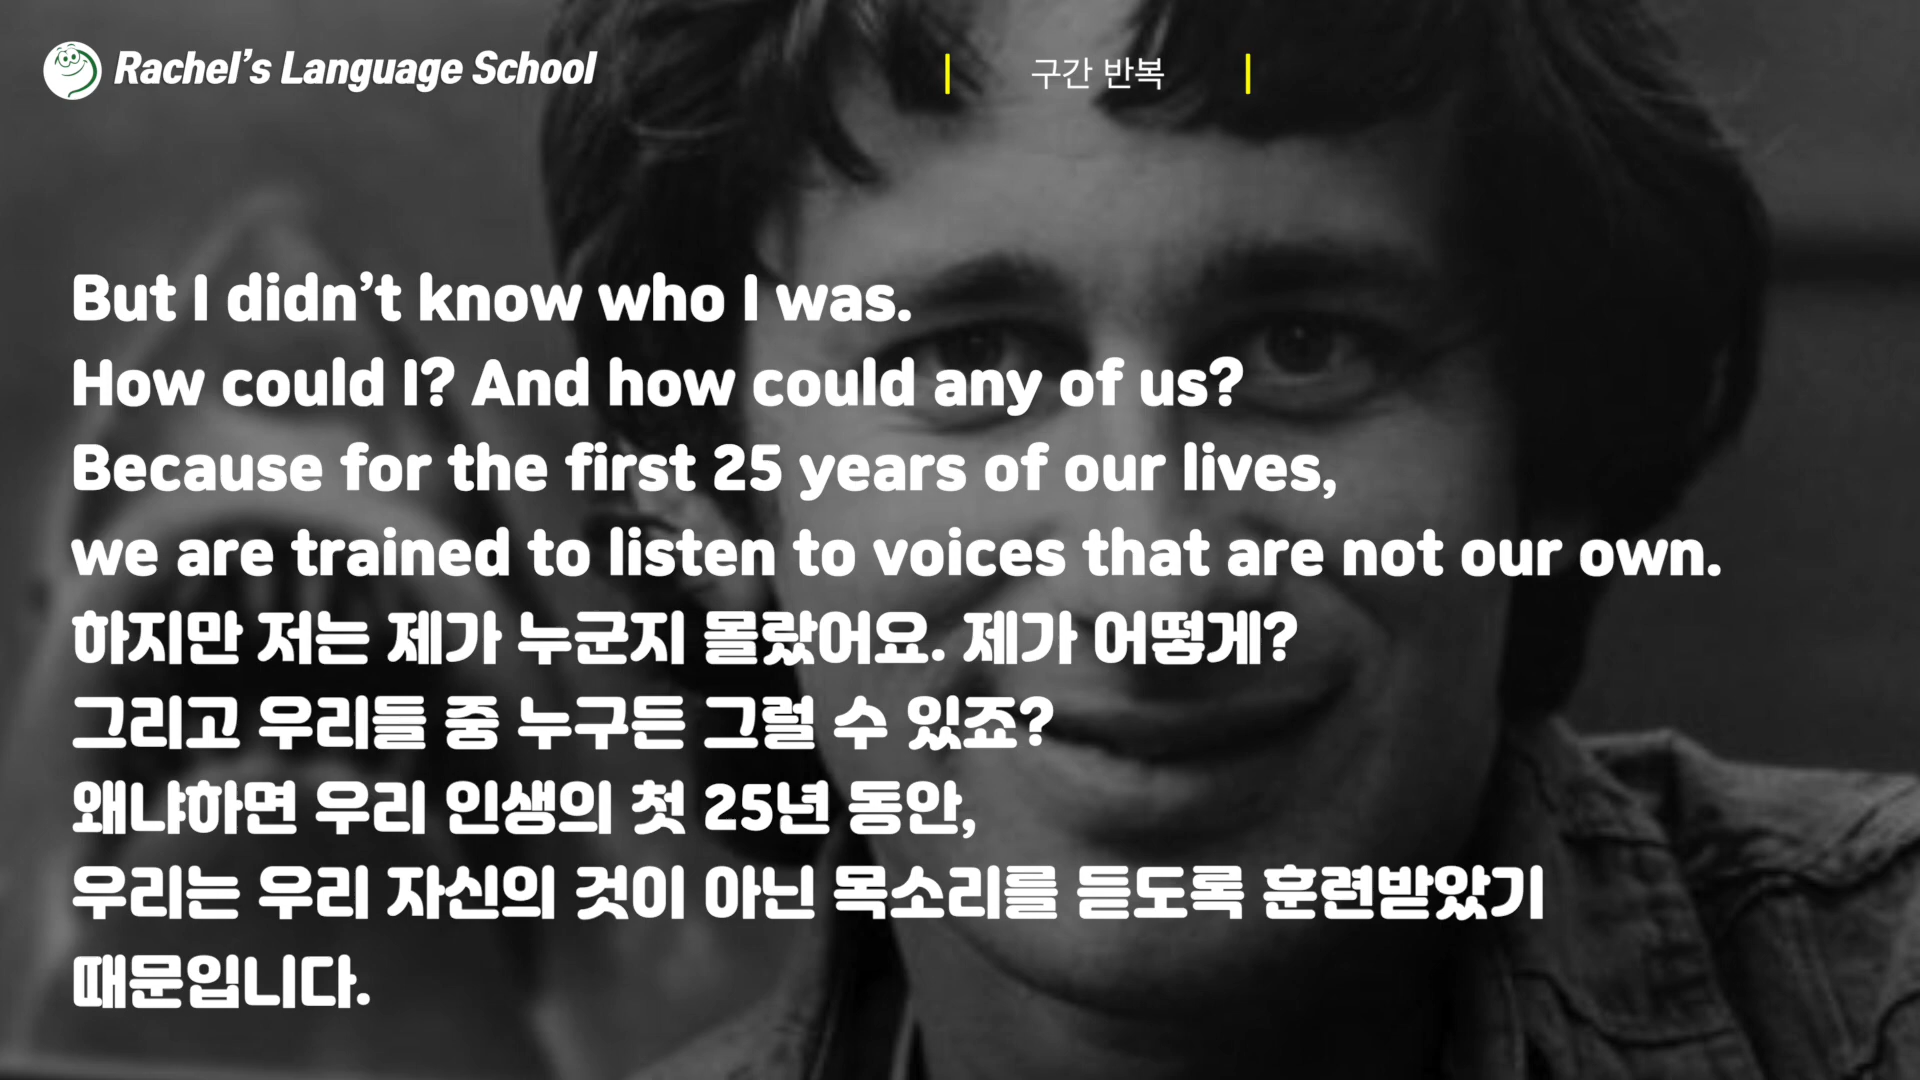 Rachel's Language School
구간 반복
But I didn't know who I was.
How could I? And how could any of us?
Because for the first 25 years of our lives,
we are trained to listen to voices that are not our own.
하지만 저는 제가 누군지 몰랐어요. 제가 어떻게?
그리고 우리들 중 누구든 그럴 수 있죠?
왜냐하면 우리 인생의 첫 25년 동안,
우리는 우리 자신의 것이 아닌 목소리를 듣도록 훈련받았기
때문입니다.